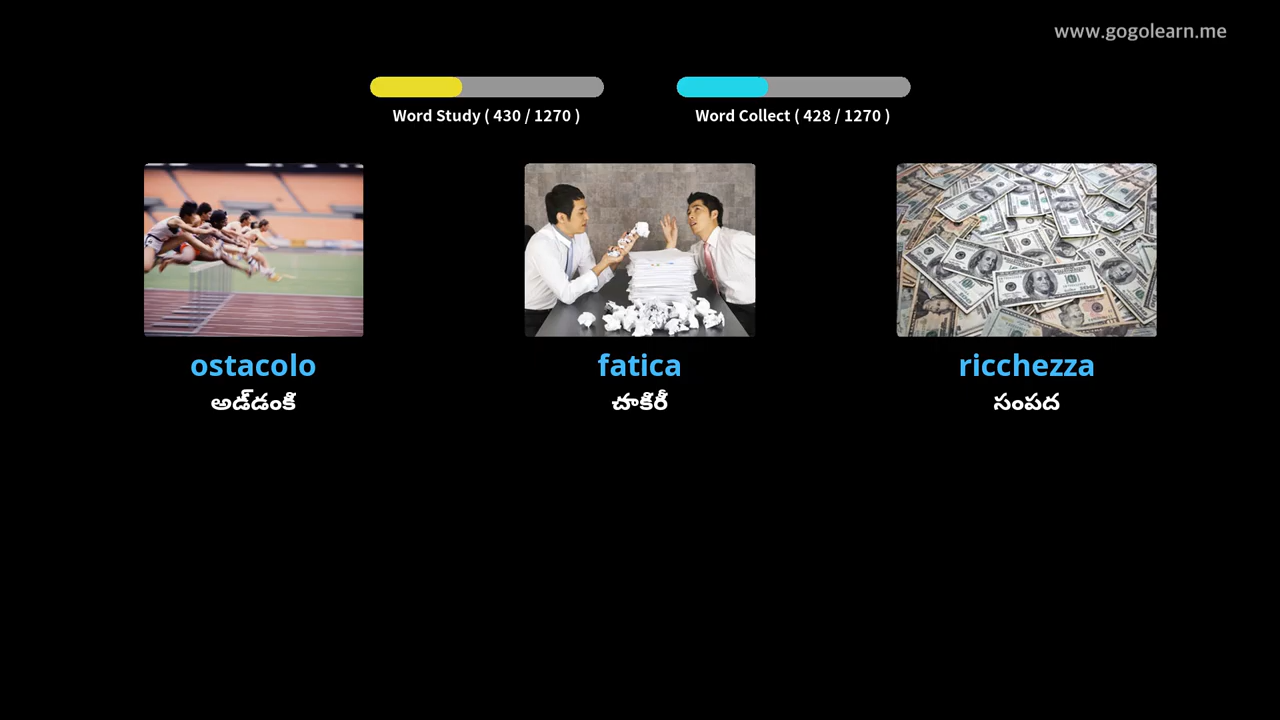 www.gogolearn.me
Word Study ( 430 / 1270 )
Word Collect ( 428 / 1270 )
ostacolo
fatica
ricchezza
అడ్డంకి
చాకిరీ
సంపద